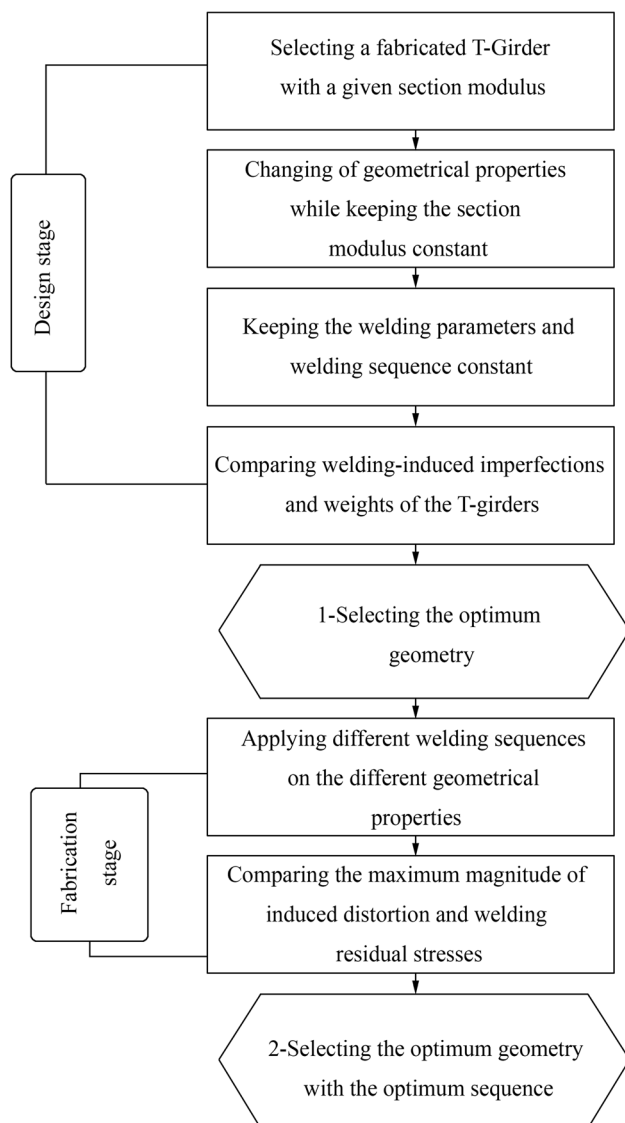 Selecting a fabricated T-Girder
with a given section modulus
Changing of geometrical properties
while keeping the section
modulus constant
Design stage
Keeping the welding parameters and
welding sequence constant
Comparing welding-induced imperfections
and weights of the T-girders
1-Selecting the optimum
geometry
Applying different welding sequences
on the different geometrical
properties
Fabrication
stage
Comparing the maximum magnitude of
induced distortion and welding
residual stresses
2-Selecting the optimum geometry
with the optimum sequence